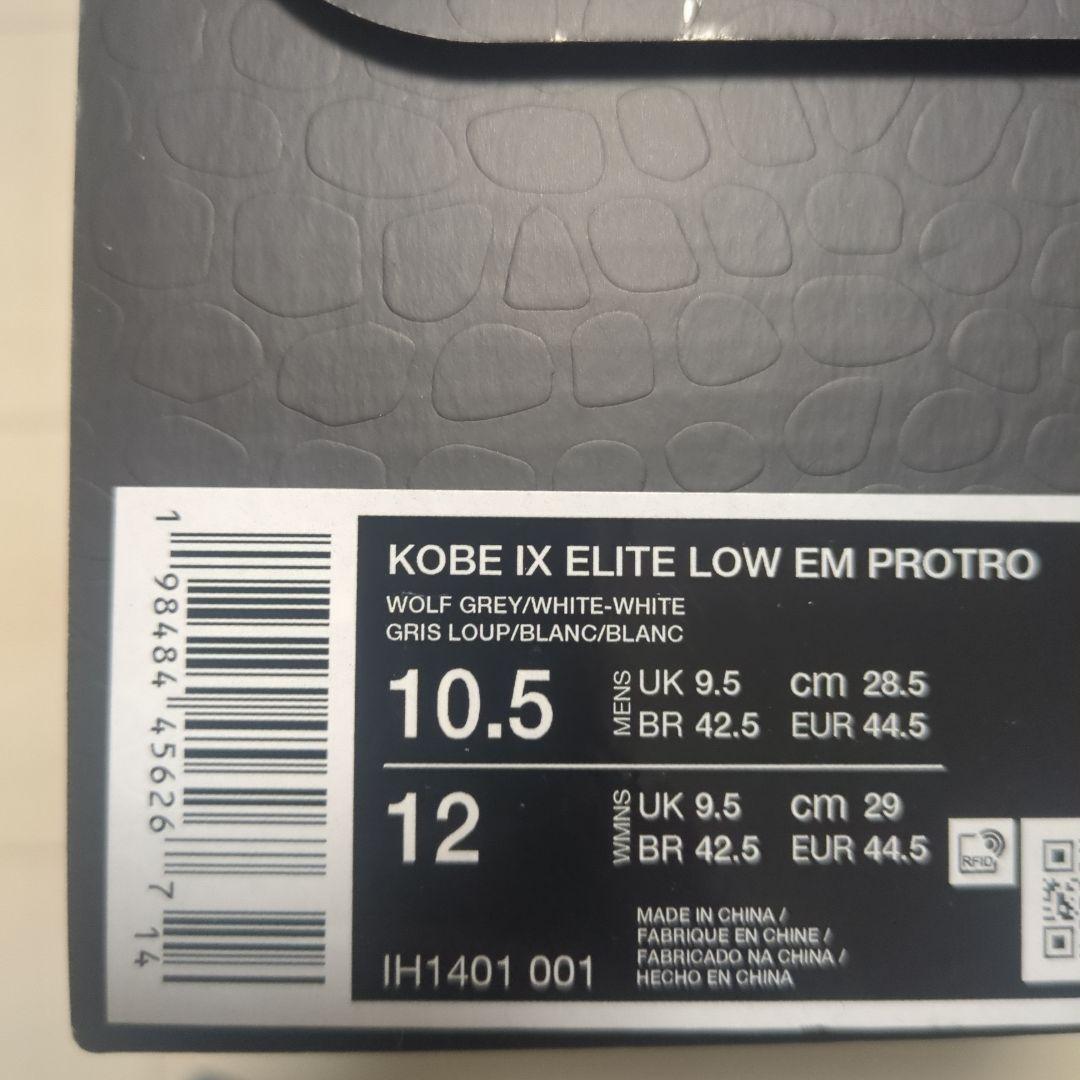 1 98484 45626 7 14
KOBE IX ELITE LOW EM PROTRO
WOLF GREY/WHITE-WHITE
GRIS LOUP/BLANC/BLANC
10.5 MENS UK 9.5 cm 28.5
BR 42.5 EUR 44.5
12 WMNS UK 9.5 cm 29
BR 42.5 EUR 44.5
RFID
IH1401 001
MADE IN CHINA /
FABRIQUE EN CHINE /
FABRICADO NA CHINA /
HECHO EN CHINA